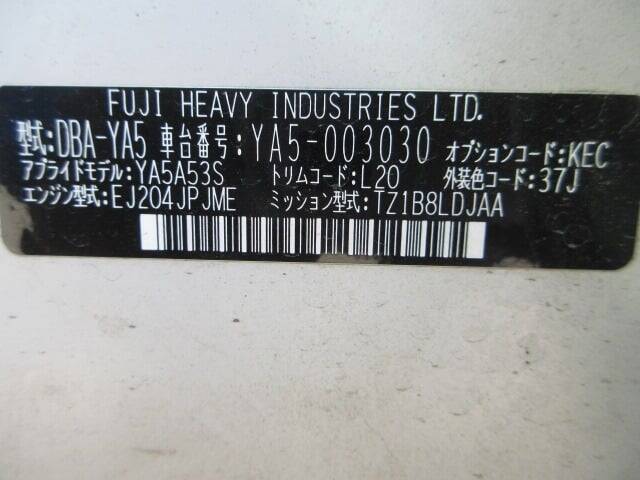 FUJI HEAVY INDUSTRIES LTD.
型式:DBA-YA5 車台番号:YA5-003030 オプションコード:KEC
アプライドモデル:YA5A53S トリムコード:L20 外装色コード:37J
エンジン型式:EJ204JPJME ミッション型式:TZ1B8LDJAA